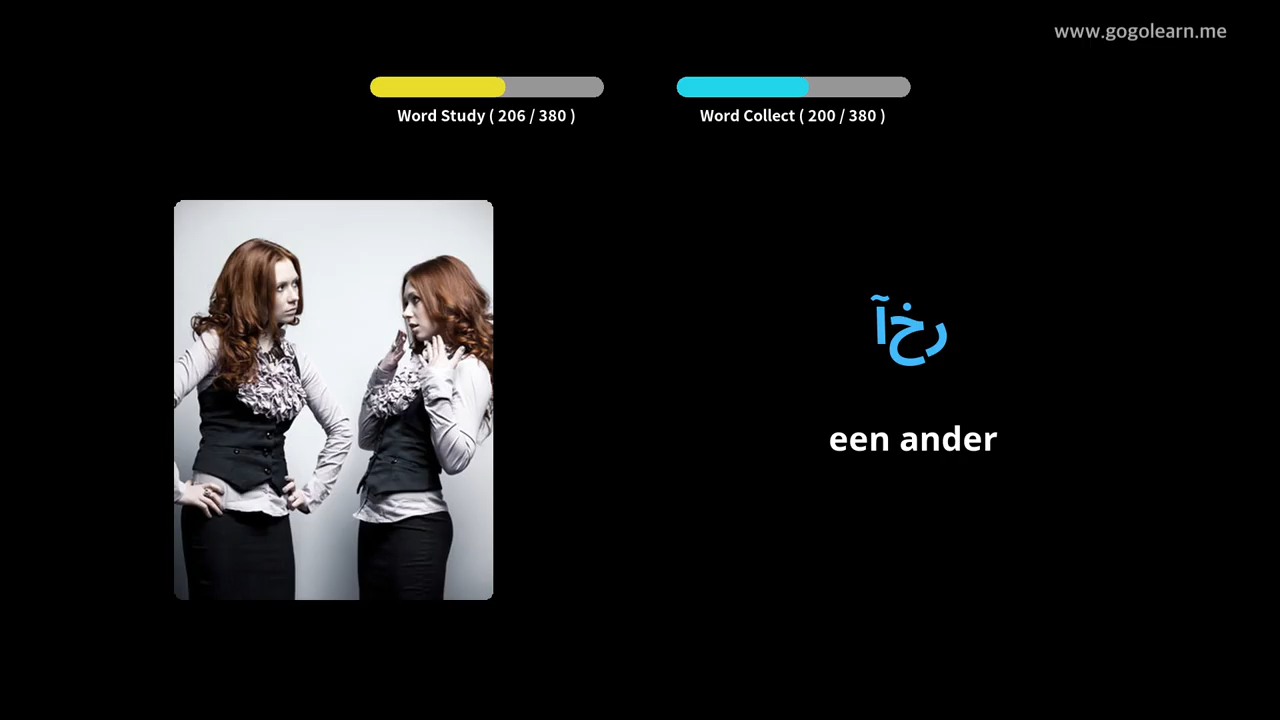 www.gogolearn.me
Word Study ( 206 / 380 )
Word Collect ( 200 / 380 )
آخر
een ander